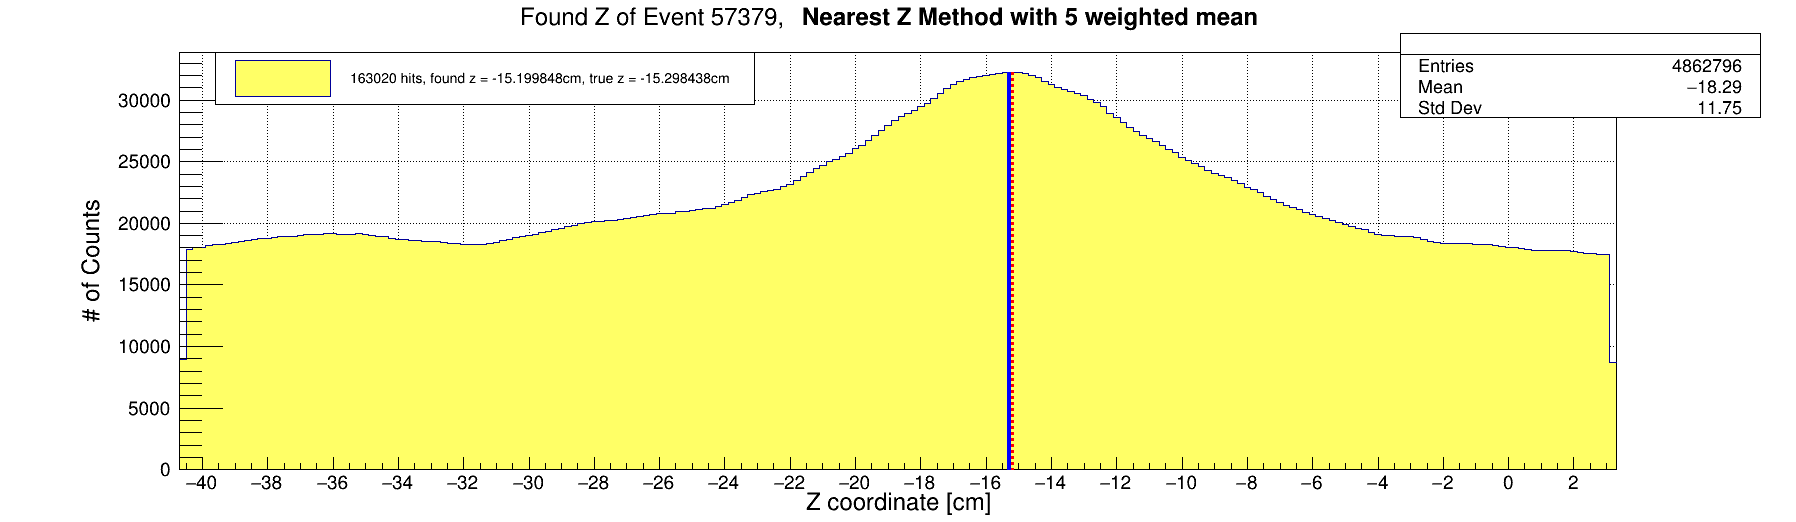 Found Z of Event 57379, Nearest Z Method with 5 weighted mean
163020 hits, found z = -15.199848cm, true z = -15.298438cm
Entries 4862796
Mean −18.29
Std Dev 11.75
# of Counts
30000
25000
20000
15000
10000
5000
0
−40 −38 −36 −34 −32 −30 −28 −26 −24 −22 −20 −18 −16 −14 −12 −10 −8 −6 −4 −2 0 2
Z coordinate [cm]